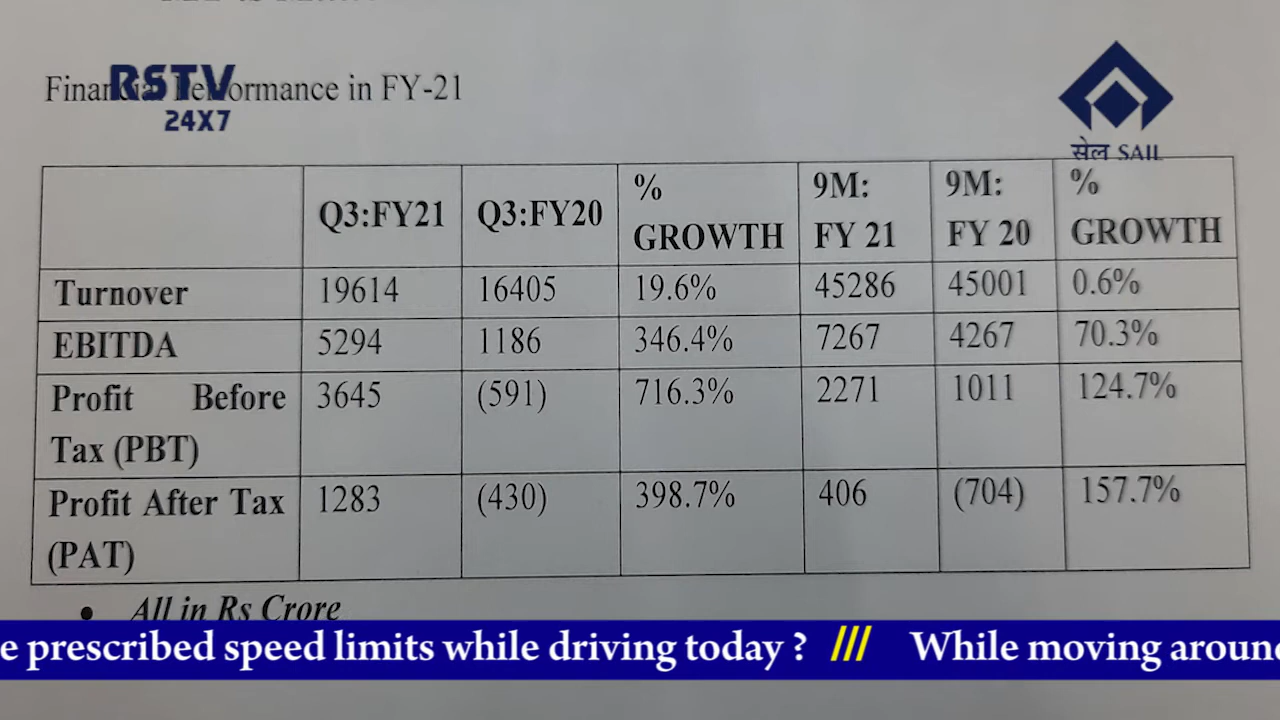 Financial Performance in FY-21
RSTV
24X7
सेल SAIL
Q3:FY21 Q3:FY20 % GROWTH 9M: FY 21 9M: FY 20 % GROWTH
Turnover 19614 16405 19.6% 45286 45001 0.6%
EBITDA 5294 1186 346.4% 7267 4267 70.3%
Profit Before Tax (PBT) 3645 (591) 716.3% 2271 1011 124.7%
Profit After Tax (PAT) 1283 (430) 398.7% 406 (704) 157.7%
• All in Rs Crore
e prescribed speed limits while driving today ? /// While moving around